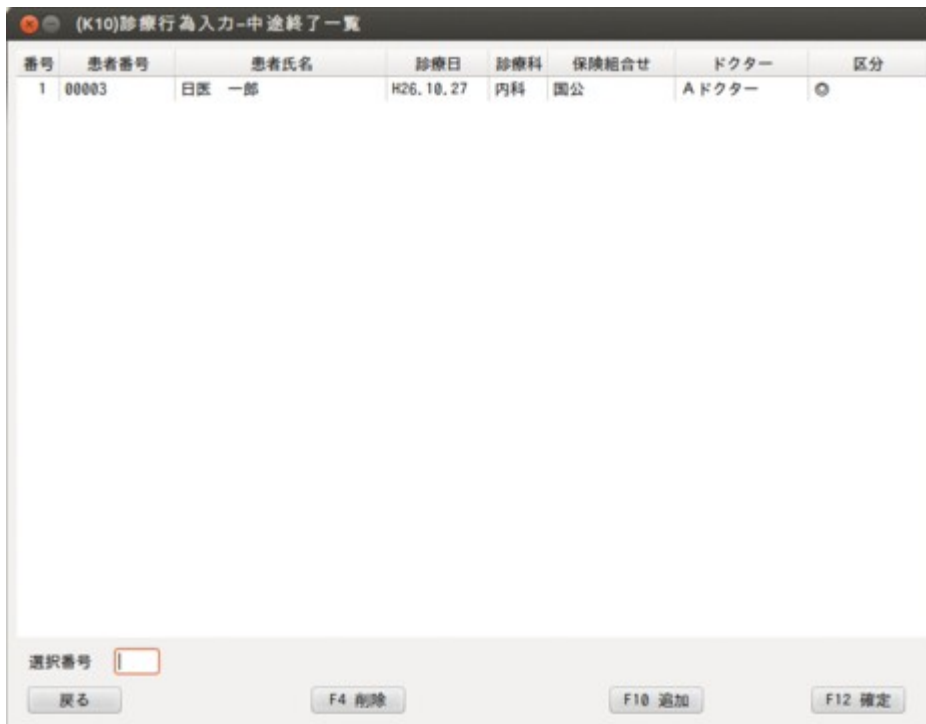 (K10)診療行為入力-中途終了一覧
番号 患者番号 患者氏名 診療日 診療科 保険組合せ ドクター 区分
1 00003 日医 一郎 H26.10.27 内科 国公 Aドクター ◎
選択番号
戻る F4 削除 F10 追加 F12 確定